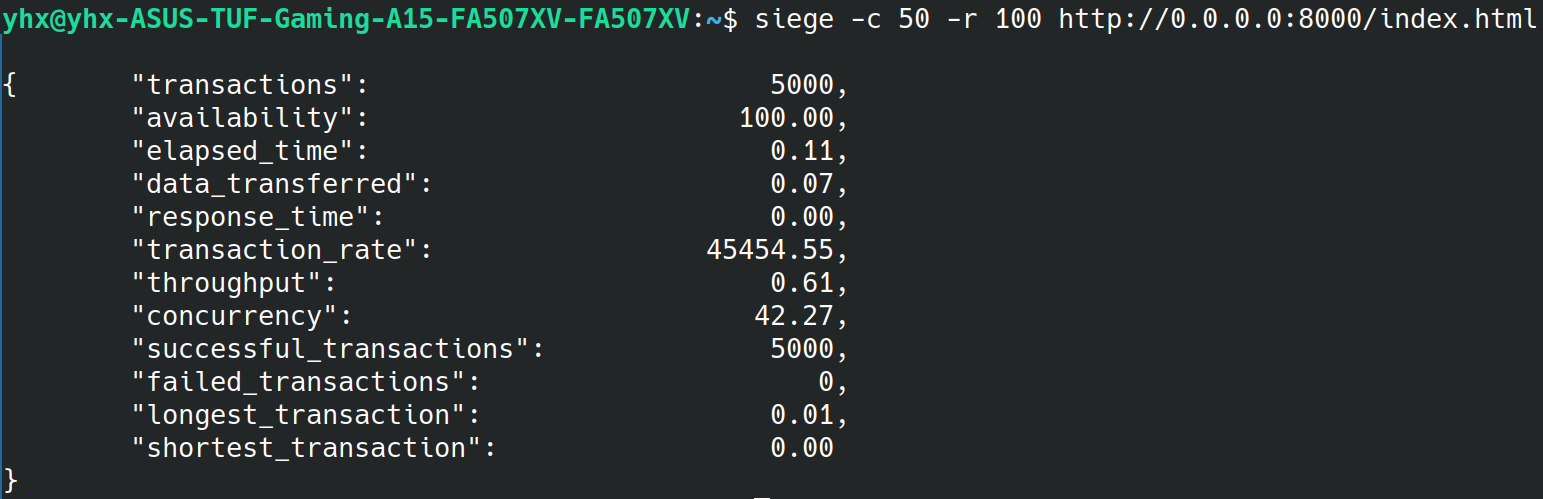 yhx@yhx-ASUS-TUF-Gaming-A15-FA507XV-FA507XV:~$ siege -c 50 -r 100 http://0.0.0.0:8000/index.html
{ "transactions": 5000,
"availability": 100.00,
"elapsed_time": 0.11,
"data_transferred": 0.07,
"response_time": 0.00,
"transaction_rate": 45454.55,
"throughput": 0.61,
"concurrency": 42.27,
"successful_transactions": 5000,
"failed_transactions": 0,
"longest_transaction": 0.01,
"shortest_transaction": 0.00
}